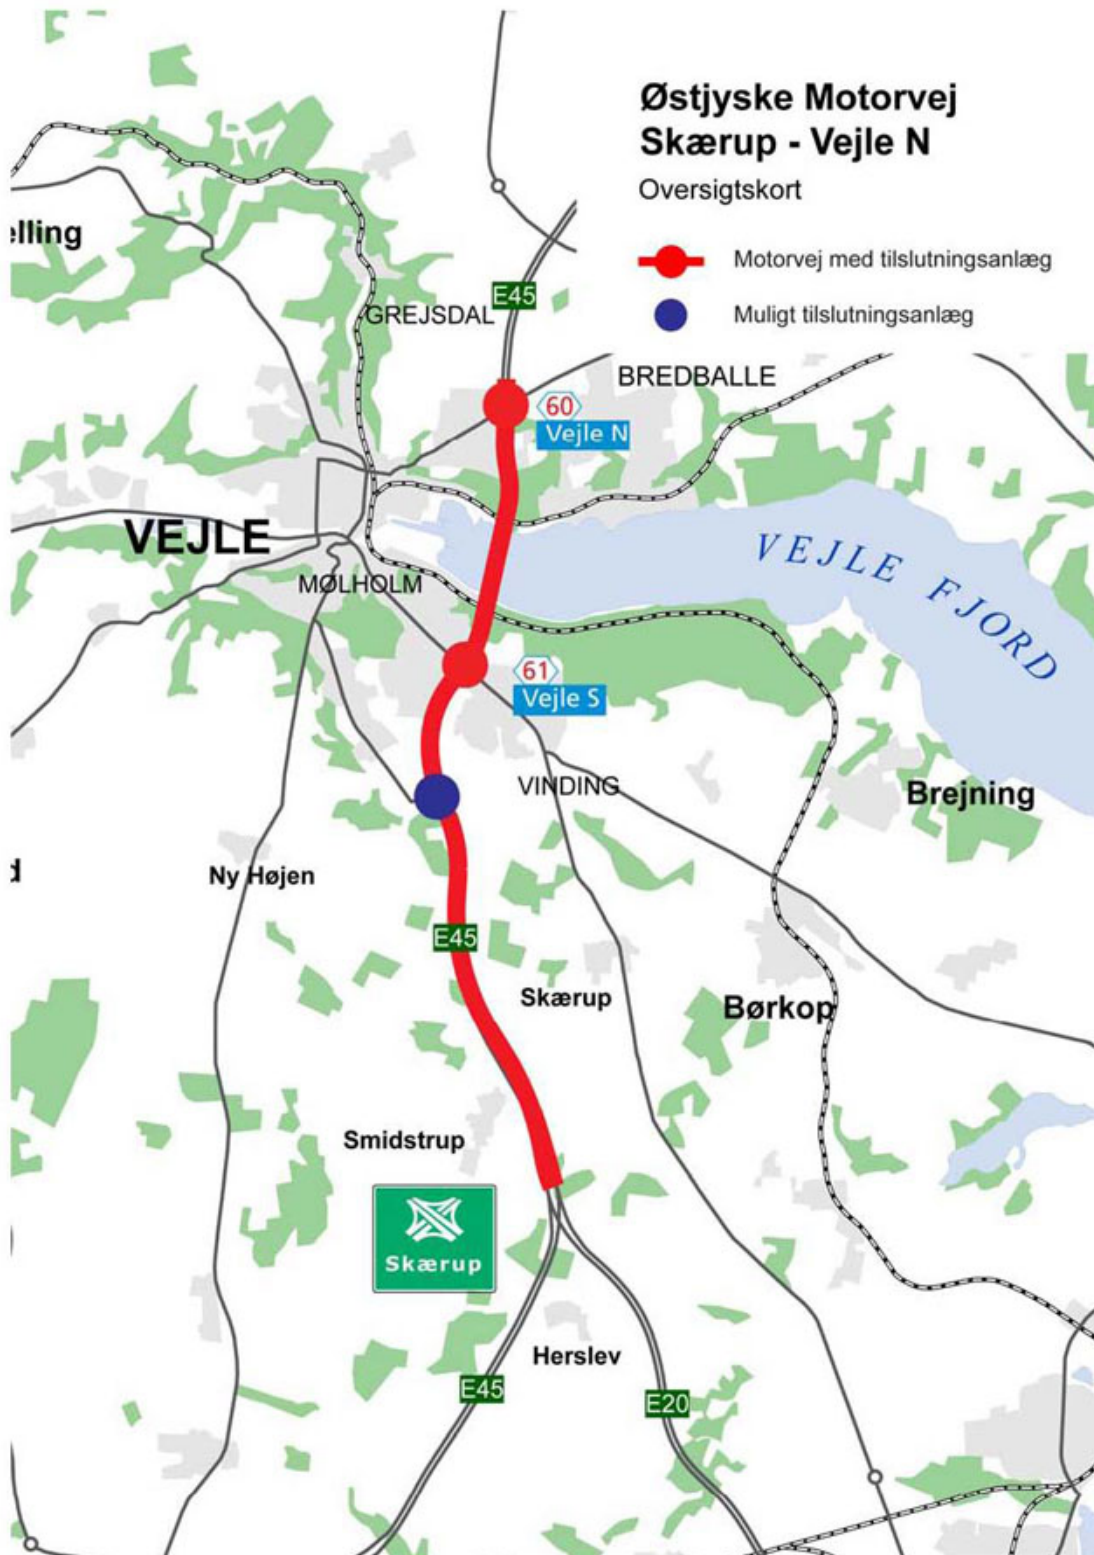 Østjyske Motorvej
Skærup - Vejle N
Oversigtskort
Motorvej med tilslutningsanlæg
Muligt tilslutningsanlæg
elling
E45
GREJSDAL
BREDBALLE
60
Vejle N
VEJLE
VEJLE FJORD
MØLHOLM
61
Vejle S
VINDING
Brejning
d
Ny Højen
E45
Skærup
Børkop
Smidstrup
Skærup
Herslev
E45
E20